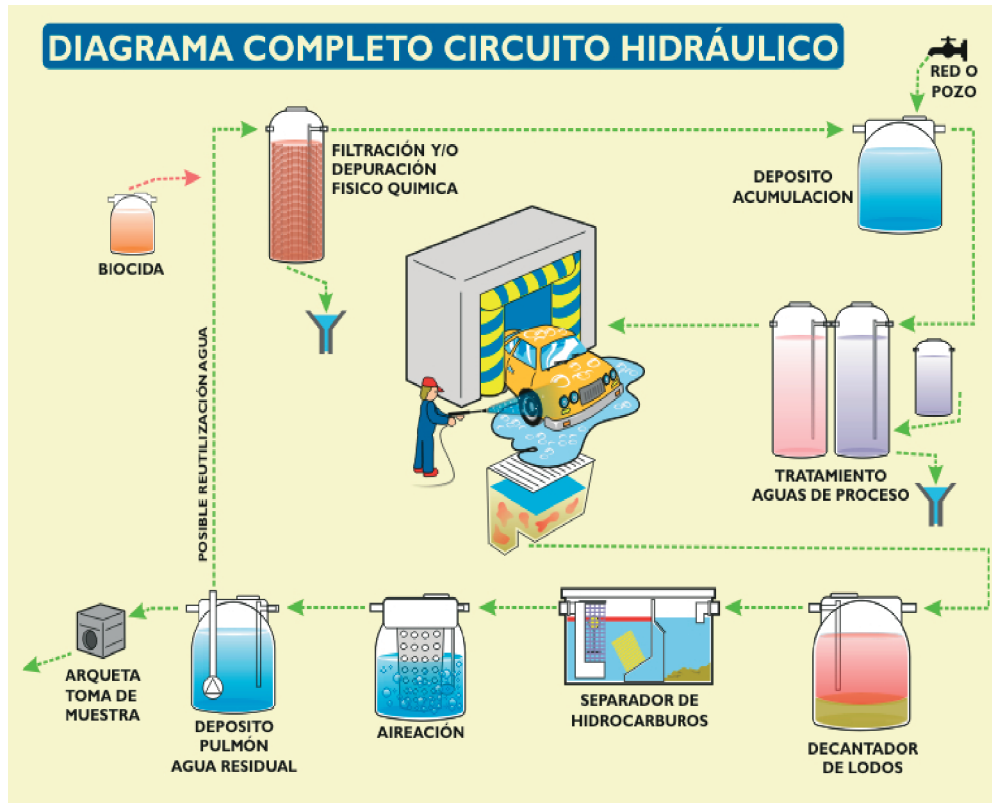 DIAGRAMA COMPLETO CIRCUITO HIDRÁULICO
RED O
POZO
FILTRACIÓN Y/O
DEPURACIÓN
FISICO QUIMICA
DEPOSITO
ACUMULACION
BIOCIDA
POSIBLE REUTILIZACIÓN AGUA
TRATAMIENTO
AGUAS DE PROCESO
ARQUETA
TOMA DE
MUESTRA
DEPOSITO
PULMÓN
AGUA RESIDUAL
AIREACIÓN
SEPARADOR DE
HIDROCARBUROS
DECANTADOR
DE LODOS